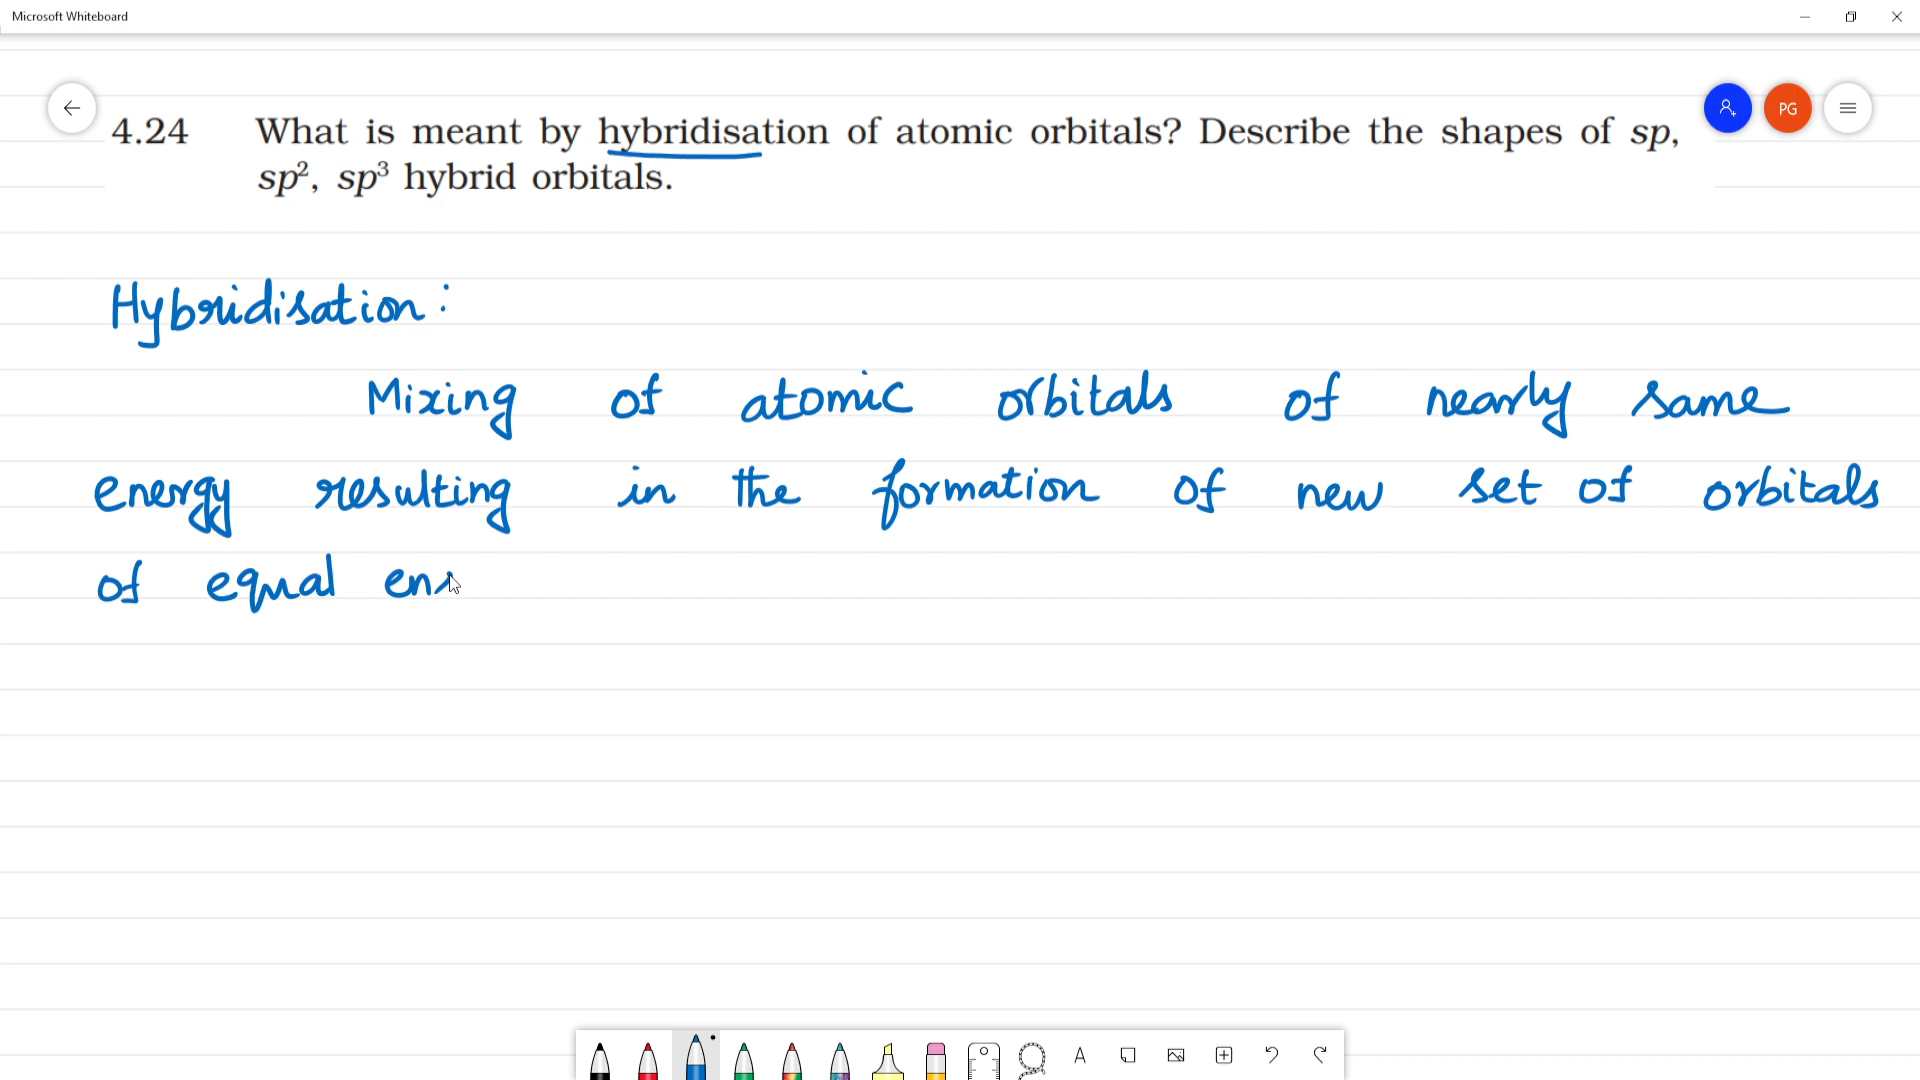 Microsoft Whiteboard
PG
4.24 What is meant by hybridisation of atomic orbitals? Describe the shapes of sp,
sp², sp³ hybrid orbitals.
Hybridisation:
Mixing of atomic orbitals of nearly same
energy resulting in the formation of new set of orbitals
of equal en
A